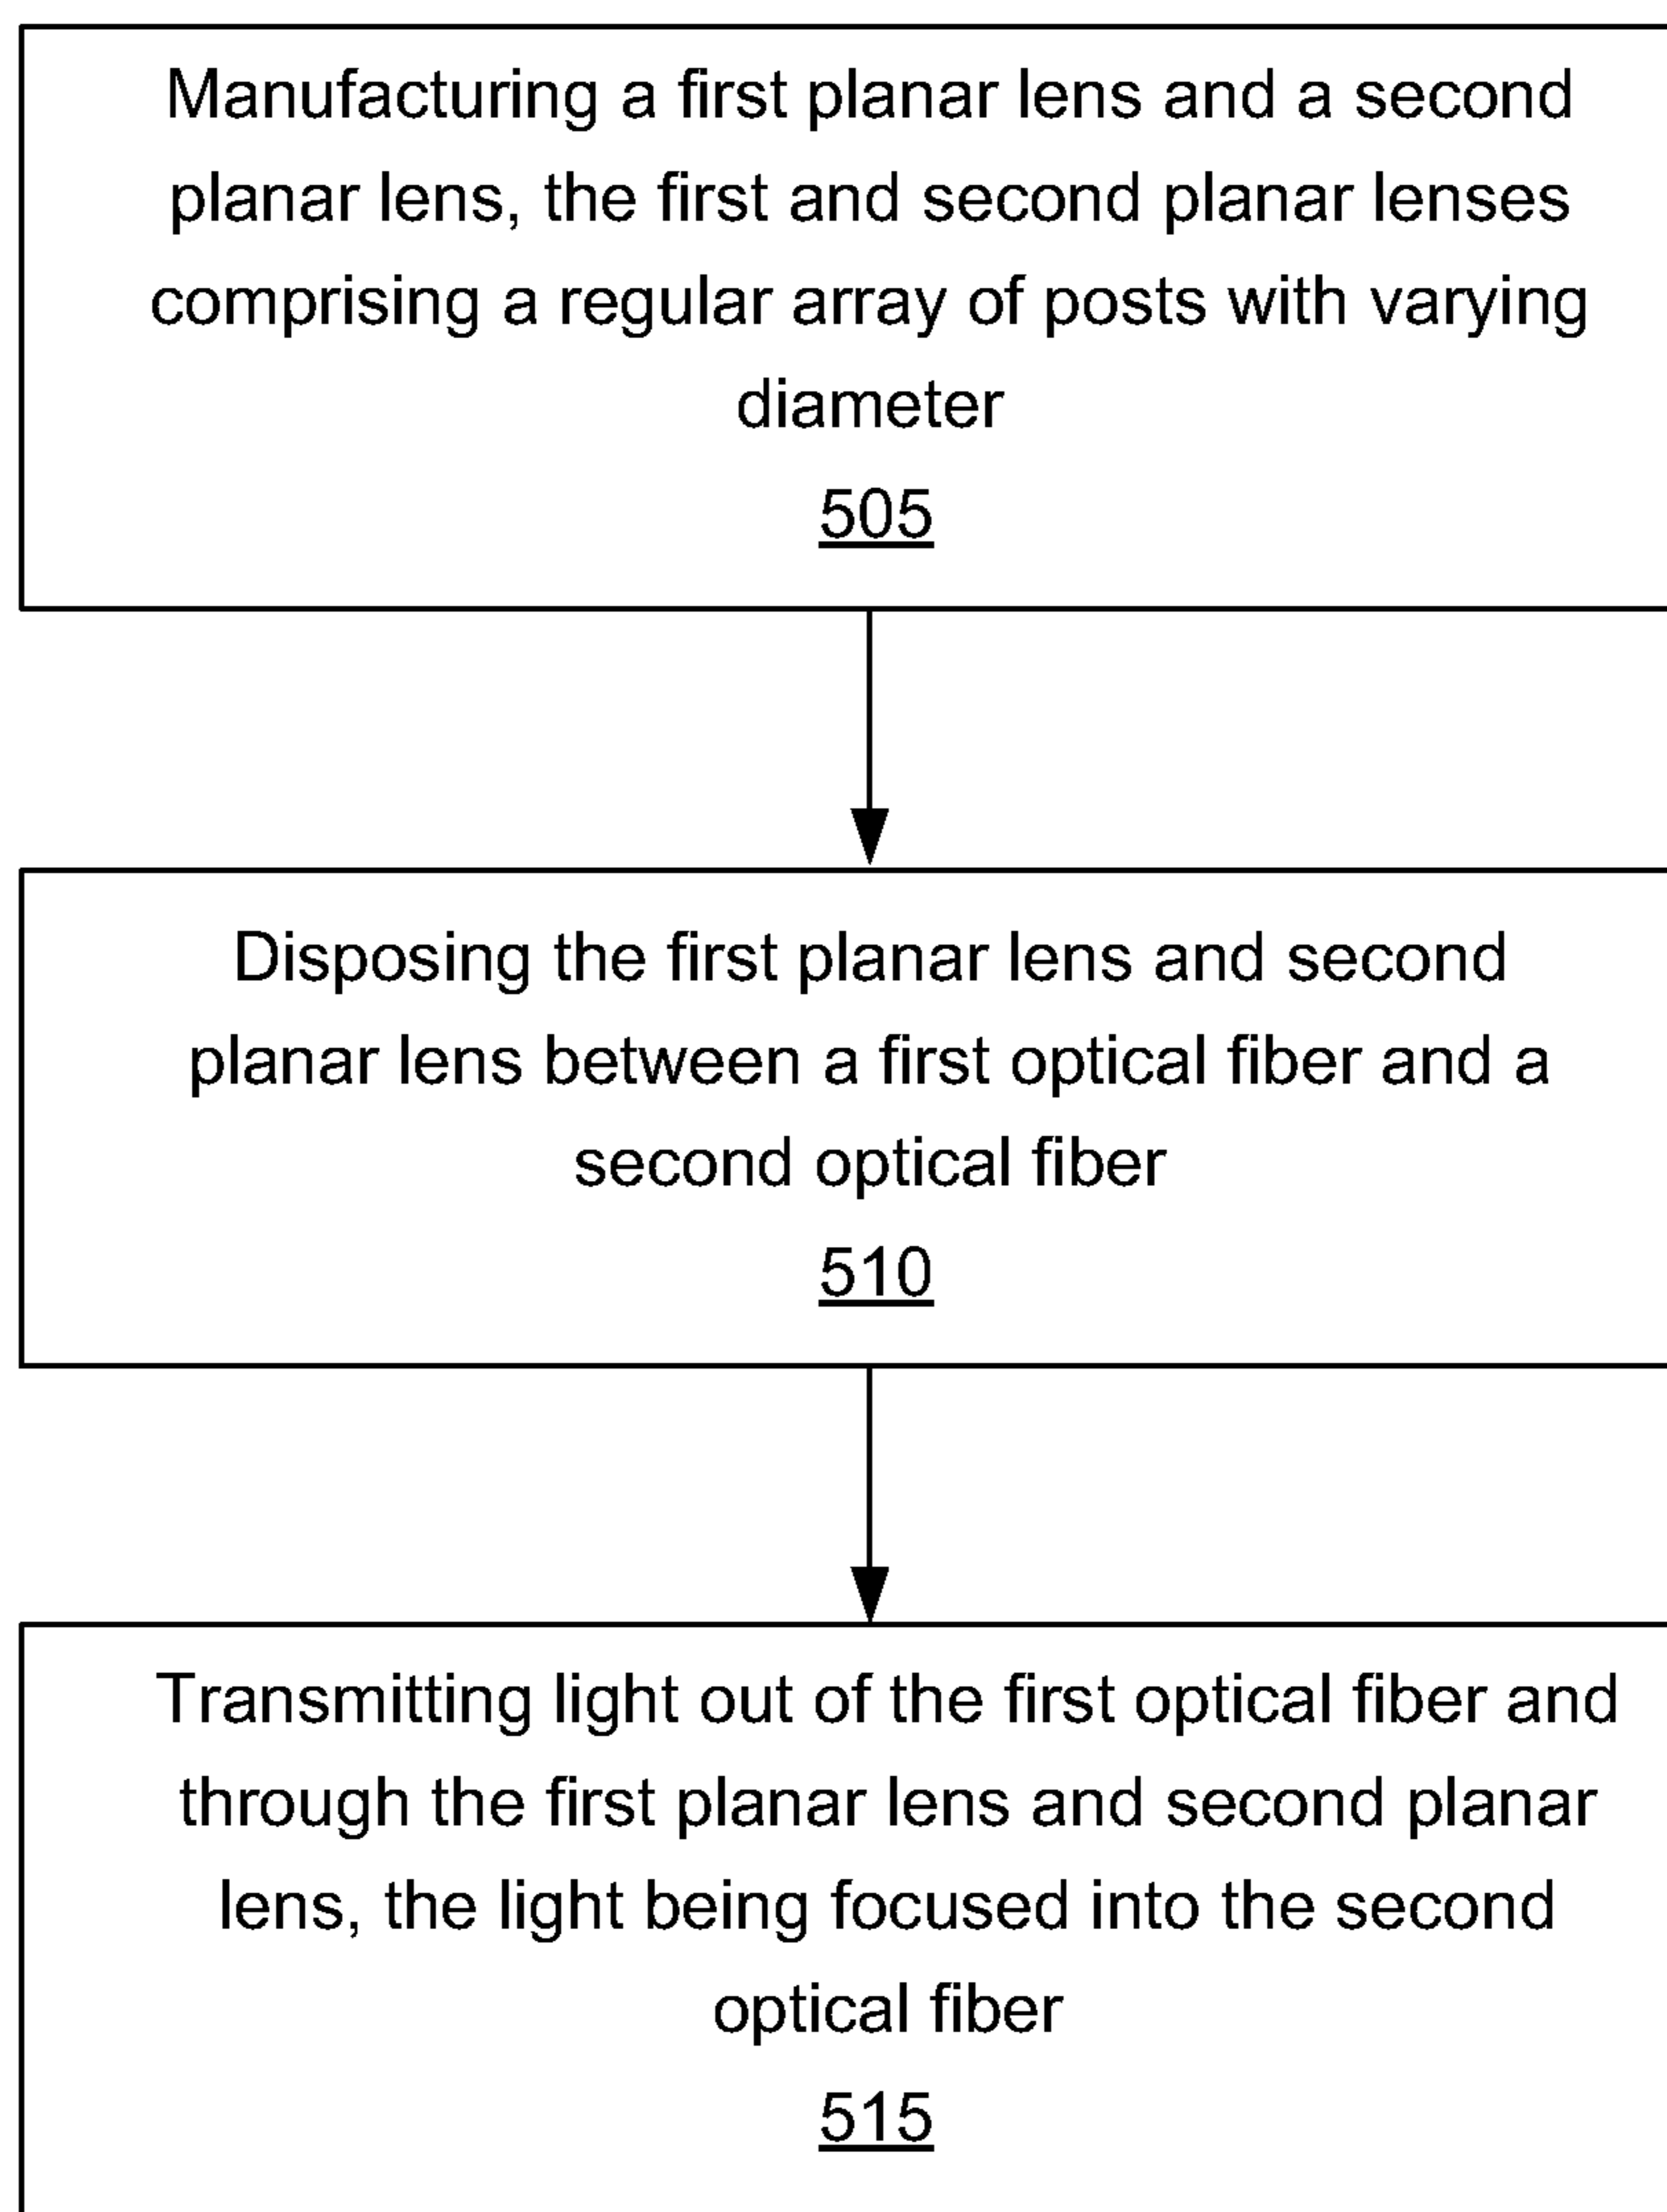 Manufacturing a first planar lens and a second
planar lens, the first and second planar lenses
comprising a regular array of posts with varying
diameter
505
Disposing the first planar lens and second
planar lens between a first optical fiber and a
second optical fiber
510
Transmitting light out of the first optical fiber and
through the first planar lens and second planar
lens, the light being focused into the second
optical fiber
515